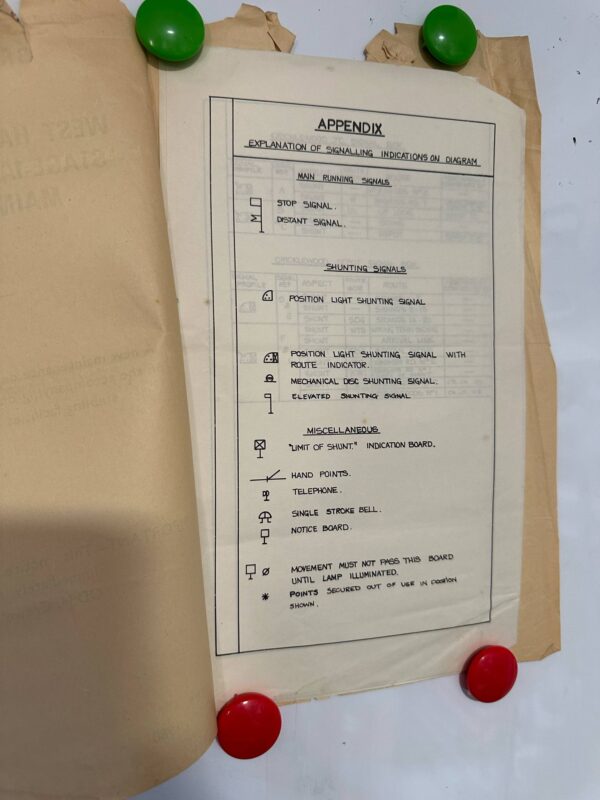 APPENDIX
EXPLANATION OF SIGNALLING INDICATIONS ON DIAGRAM
MAIN RUNNING SIGNALS
STOP SIGNAL.
DISTANT SIGNAL.
SHUNTING SIGNALS
POSITION LIGHT SHUNTING SIGNAL
POSITION LIGHT SHUNTING SIGNAL WITH
ROUTE INDICATOR.
MECHANICAL DISC SHUNTING SIGNAL.
ELEVATED SHUNTING SIGNAL
MISCELLANEOUS
"LIMIT OF SHUNT." INDICATION BOARD.
HAND POINTS.
TELEPHONE.
SINGLE STROKE BELL.
NOTICE BOARD.
MOVEMENT MUST NOT PASS THIS BOARD
UNTIL LAMP ILLUMINATED.
POINTS SECURED OUT OF USE IN POSITION
SHOWN.